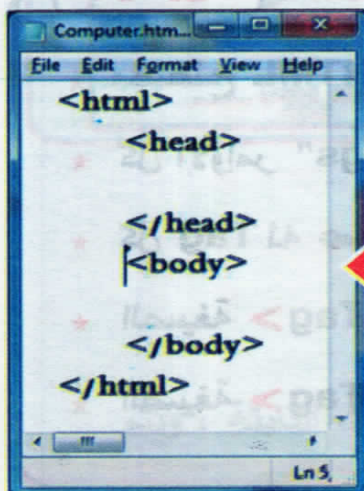 Computer.htm...
File Edit Format View Help
<html>
<head>
</head>
<body>
</body>
</html>
Ln 5,